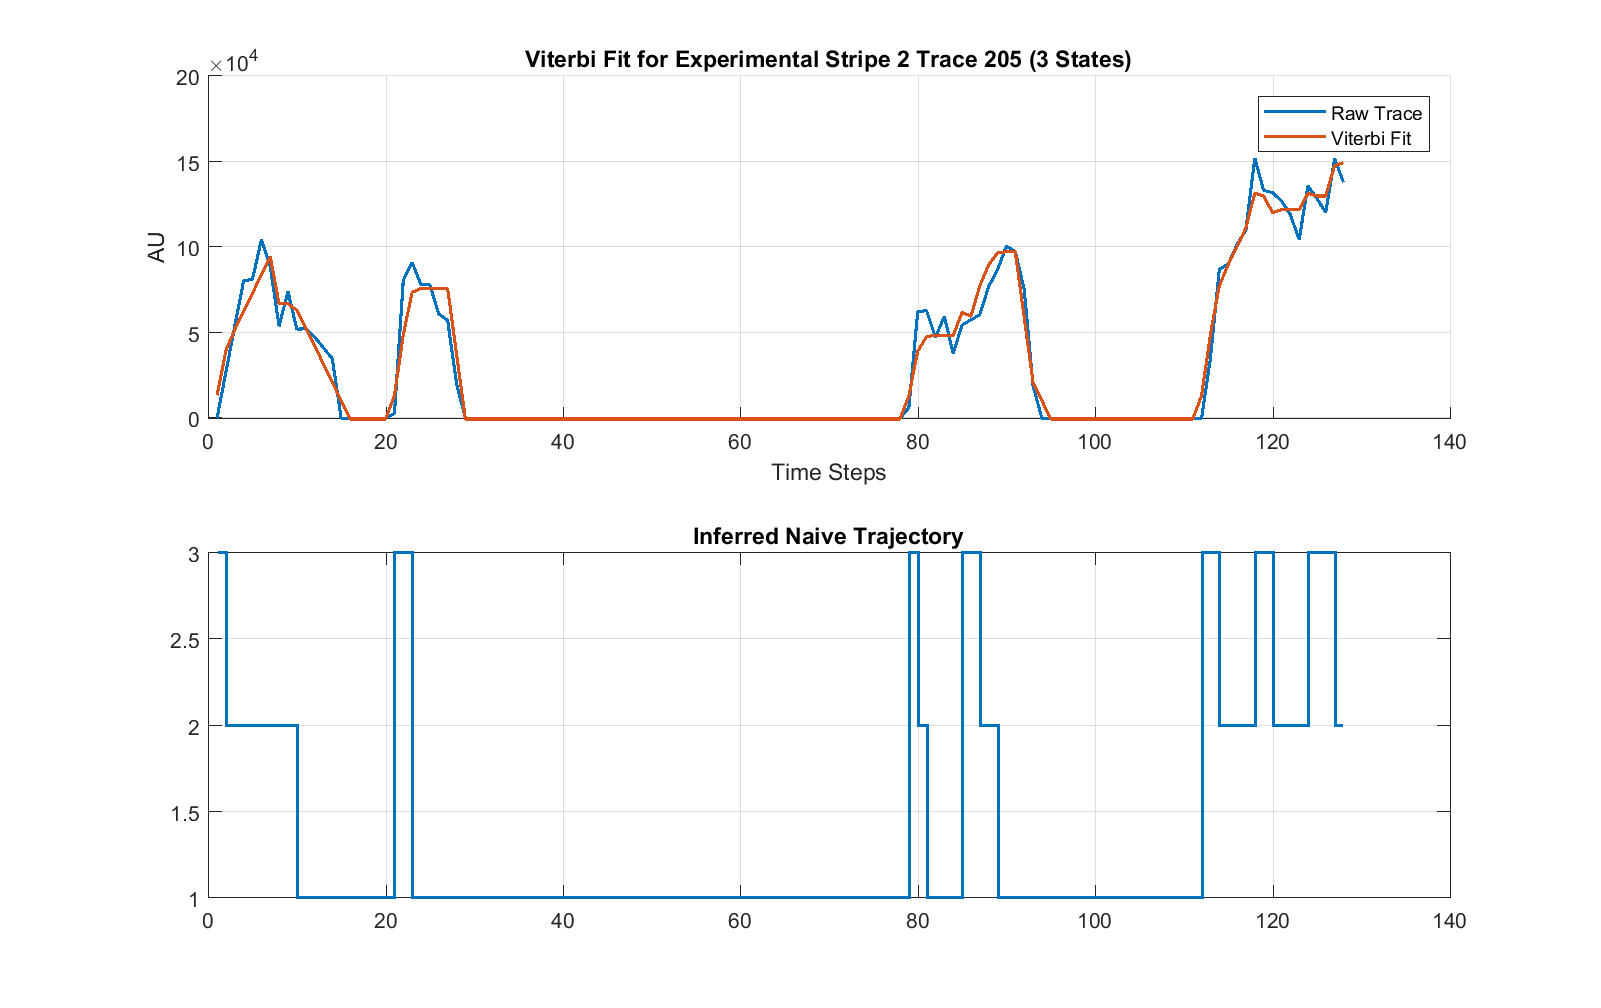 Viterbi Fit for Experimental Stripe 2 Trace 205 (3 States)
×10⁴
20
15
10
5
0
AU
Raw Trace
Viterbi Fit
0 20 40 60 80 100 120 140
Time Steps
Inferred Naive Trajectory
3
2.5
2
1.5
1
0 20 40 60 80 100 120 140